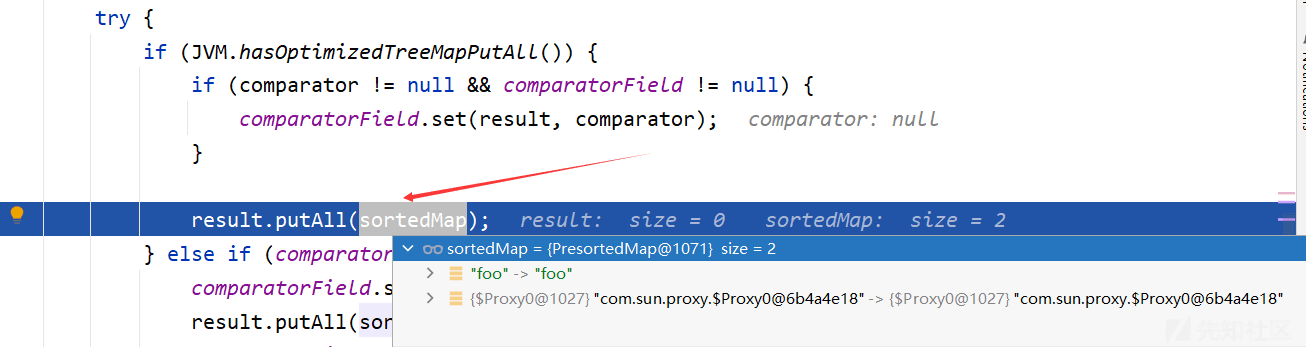 try {
if (JVM.hasOptimizedTreeMapPutAll()) {
if (comparator != null && comparatorField != null) {
comparatorField.set(result, comparator); comparator: null
}
result.putAll(sortedMap); result: size = 0 sortedMap: size = 2
} else if (compara
sortedMap = {PresortedMap@1071} size = 2
comparatorField.s
"foo" -> "foo"
result.putAll(sor
{$Proxy0@1027} "com.sun.proxy.$Proxy0@6b4a4e18" -> {$Proxy0@1027} "com.sun.proxy.$Proxy0@6b4a4e18"
Notifications
先知社区